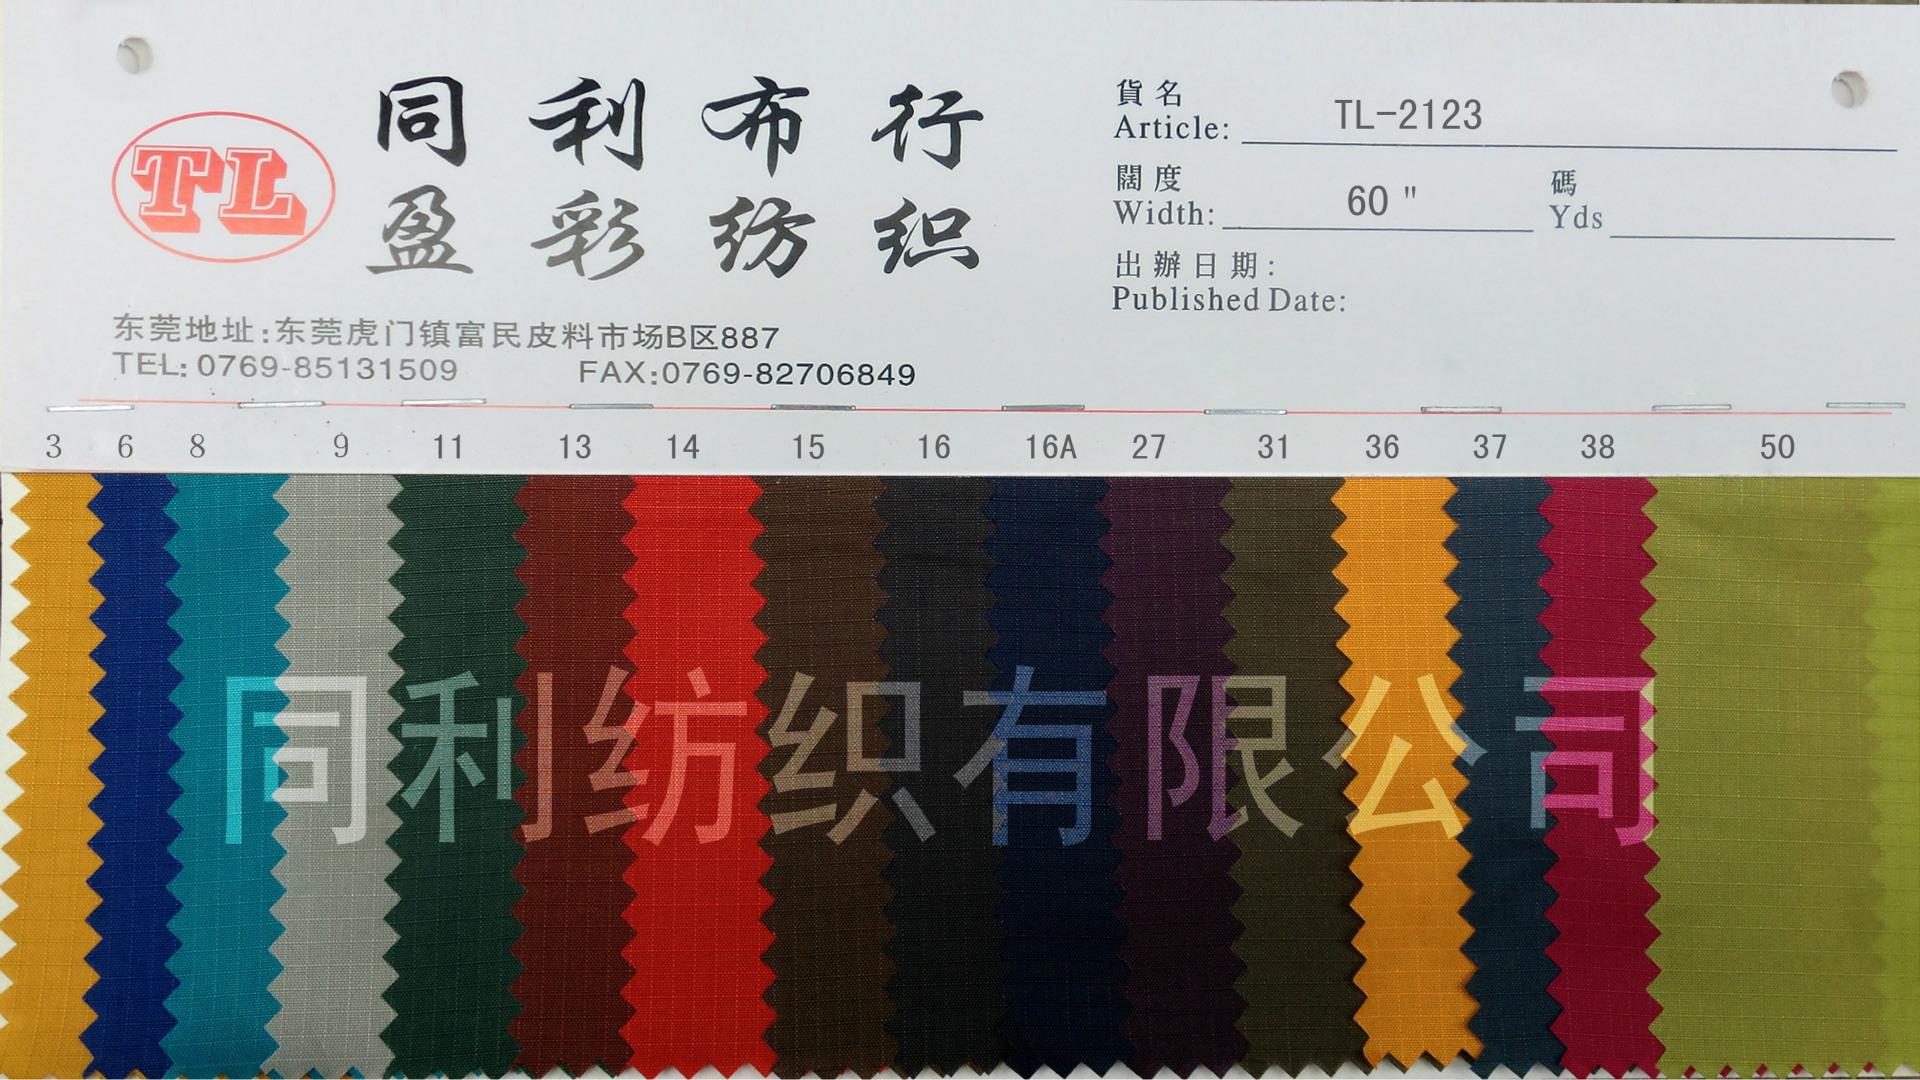 TL
同利布行
盈彩纺织
东莞地址:东莞虎门镇富民皮料市场B区887
TEL: 0769-85131509 FAX:0769-82706849
貨名
Article: TL-2123
闊度 碼
Width: 60 " Yds
出辦日期:
Published Date:
3 6 8 9 11 13 14 15 16 16A 27 31 36 37 38 50
同利纺织有限公司